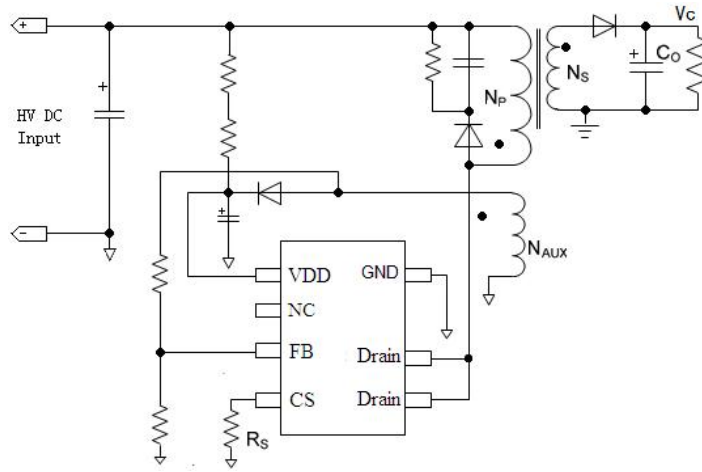 +
Vc
+
+
Co
Ns
HV DC
Input
Np
-
+
NAUX
VDD
GND
NC
FB
Drain
CS
Drain
Rs